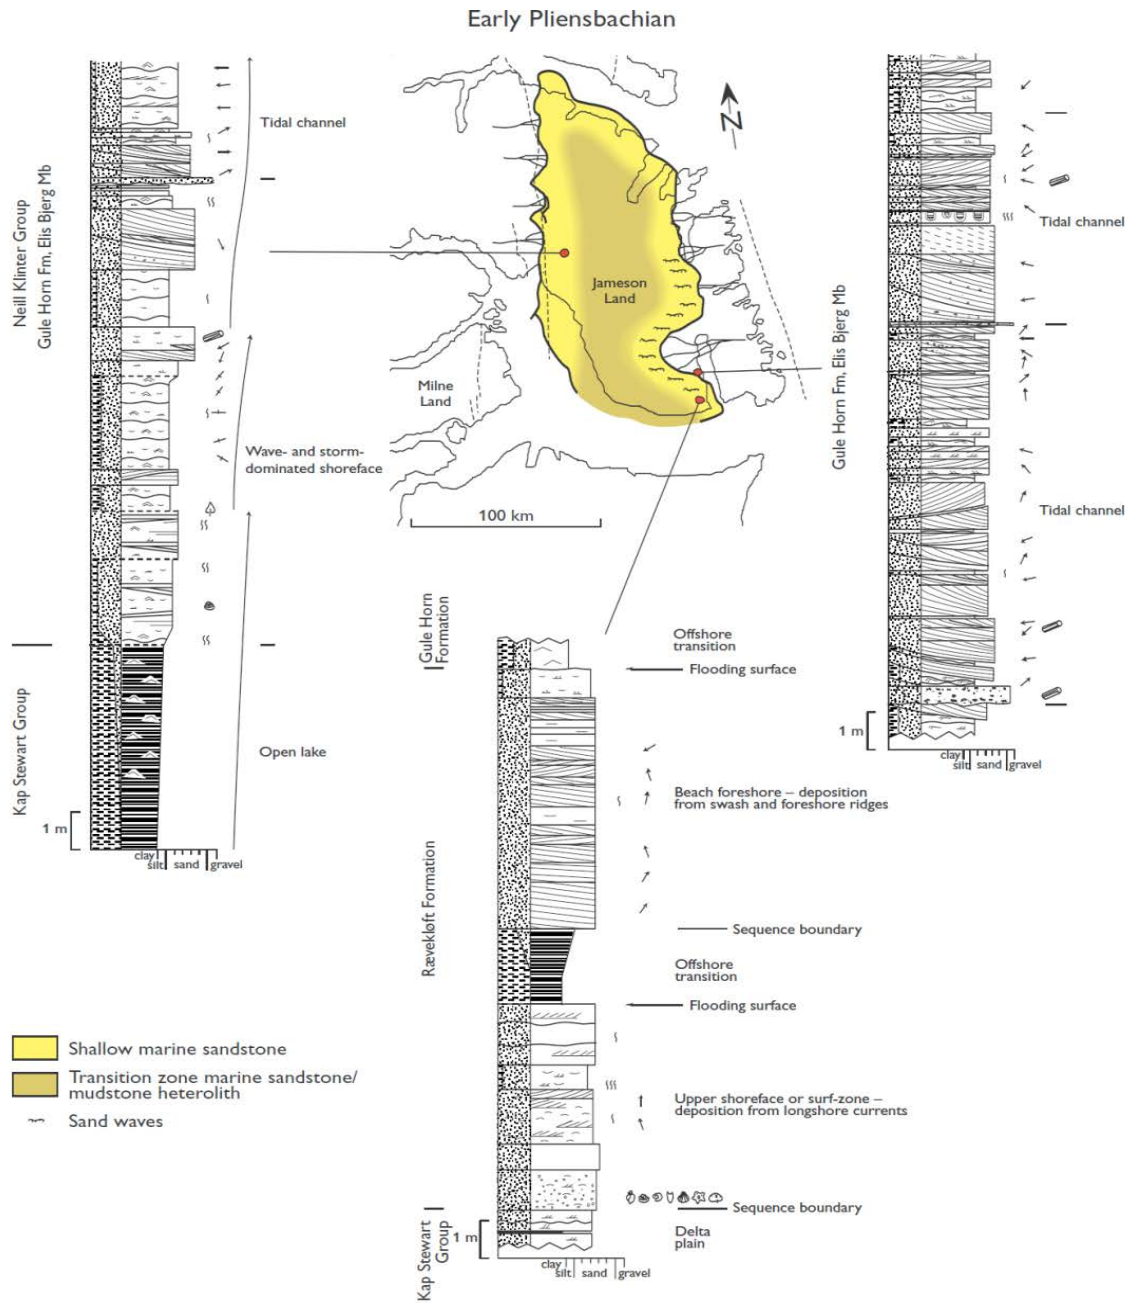 Early Pliensbachian
Neill Klinter Group
Gule Horn Fm, Elis Bjerg Mb
Kap Stewart Group
Tidal channel
Wave- and storm-
dominated shoreface
Open lake
1 m
clay
silt
sand
gravel
N
Jameson
Land
Milne
Land
100 km
Gule Horn Fm, Elis Bjerg Mb
Tidal channel
Tidal channel
1 m
clay
silt
sand
gravel
Gule Horn
Formation
Rævekløft Formation
Kap Stewart
Group
Offshore
transition
Flooding surface
Beach foreshore – deposition
from swash and foreshore ridges
Sequence boundary
Offshore
transition
Flooding surface
Upper shoreface or surf-zone –
deposition from longshore currents
Sequence boundary
Delta
plain
1 m
clay
silt
sand
gravel
Shallow marine sandstone
Transition zone marine sandstone/
mudstone heterolith
Sand waves